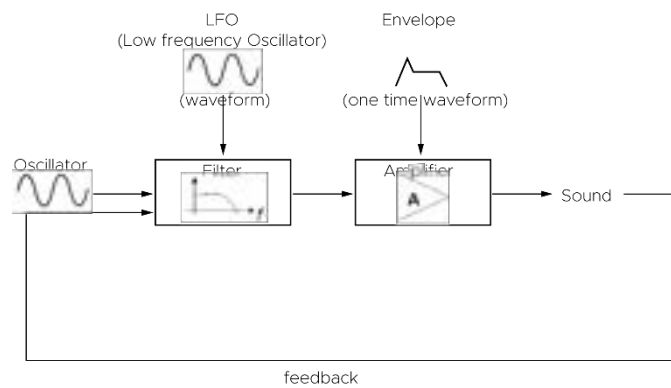 LFO
(Low frequency Oscillator)
(waveform)
Envelope
(one time waveform)
Oscillator
Filter
f
Amplifier
A
Sound
feedback